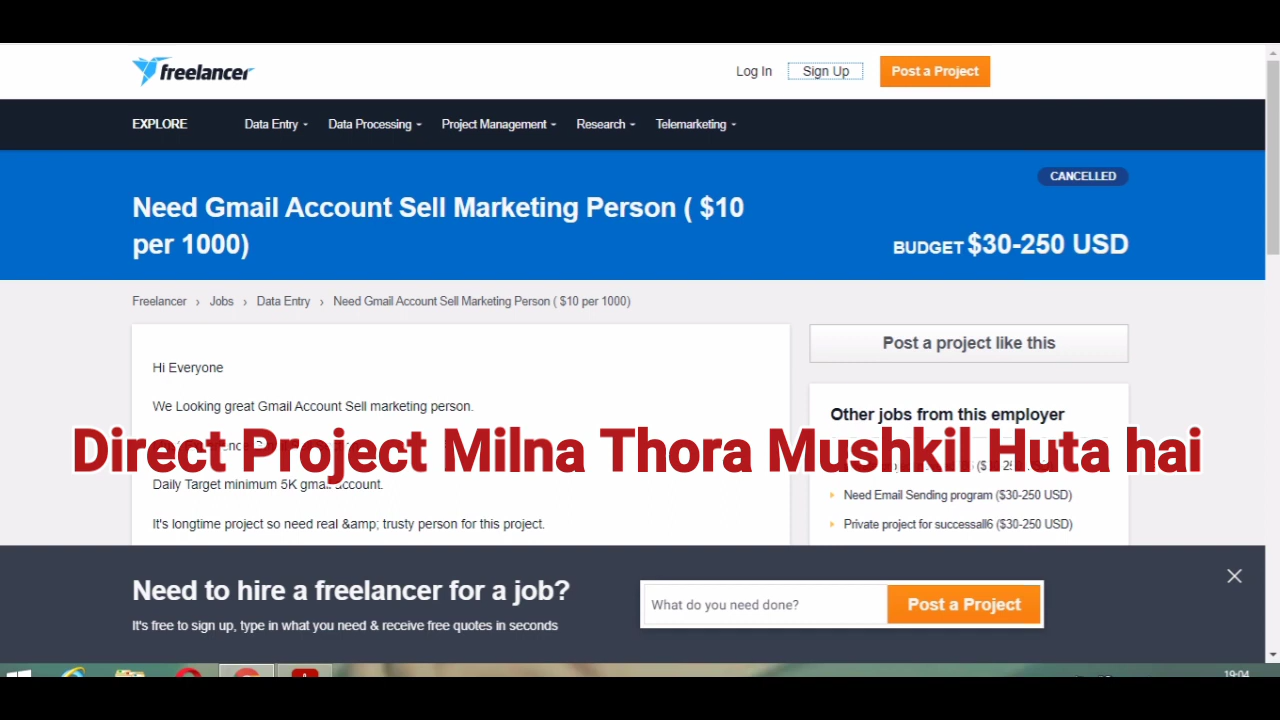 freelancer
Log In
Sign Up
Post a Project
EXPLORE
Data Entry
Data Processing
Project Management
Research
Telemarketing
CANCELLED
Need Gmail Account Sell Marketing Person ( $10
per 1000)
BUDGET $30-250 USD
Freelancer › Jobs › Data Entry › Need Gmail Account Sell Marketing Person ( $10 per 1000)
Post a project like this
Hi Everyone
We Looking great Gmail Account Sell marketing person.
Other jobs from this employer
Direct Project Milna Thora Mushkil Huta hai
Daily Target minimum 5K gmail account.
Need Email Sending program ($30-250 USD)
It's longtime project so need real &amp; trusty person for this project.
Private project for successall6 ($30-250 USD)
Need to hire a freelancer for a job?
It's free to sign up, type in what you need & receive free quotes in seconds
What do you need done?
Post a Project
19:04